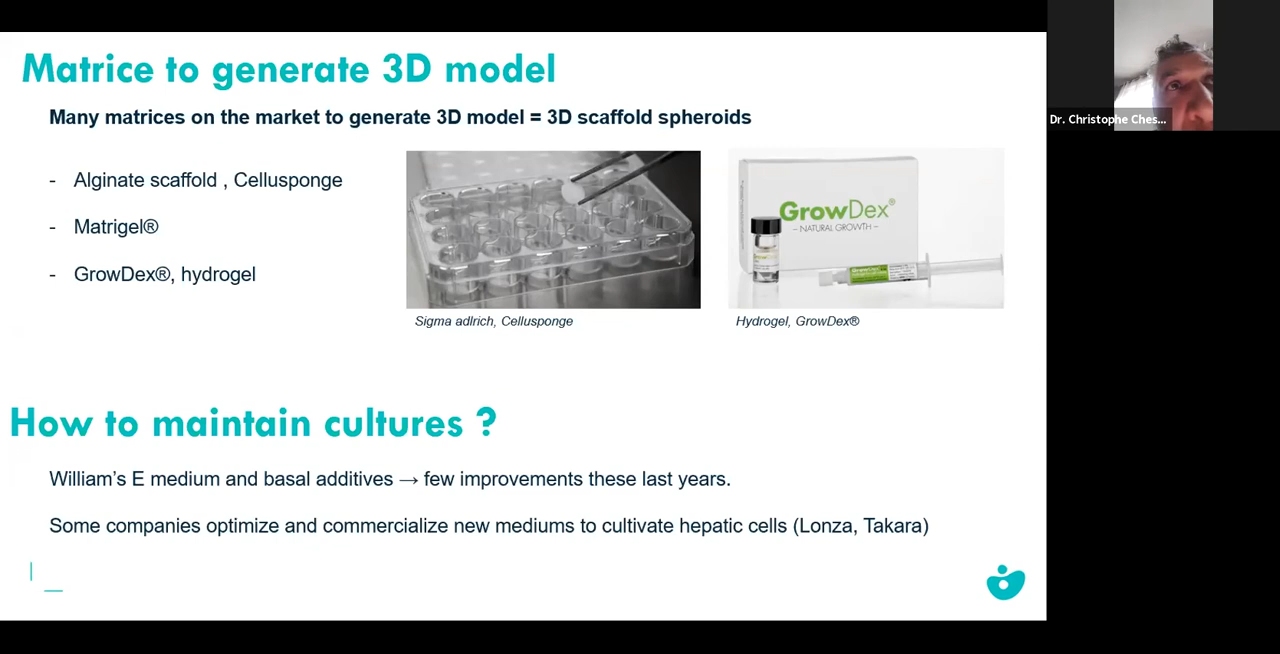 Matrice to generate 3D model
Many matrices on the market to generate 3D model = 3D scaffold spheroids
- Alginate scaffold , Cellusponge
- Matrigel®
- GrowDex®, hydrogel
GrowDex®
– NATURAL GROWTH –
GrowDex
Sigma adlrich, Cellusponge
Hydrogel, GrowDex®
How to maintain cultures ?
William’s E medium and basal additives → few improvements these last years.
Some companies optimize and commercialize new mediums to cultivate hepatic cells (Lonza, Takara)
Dr. Christophe Ches...